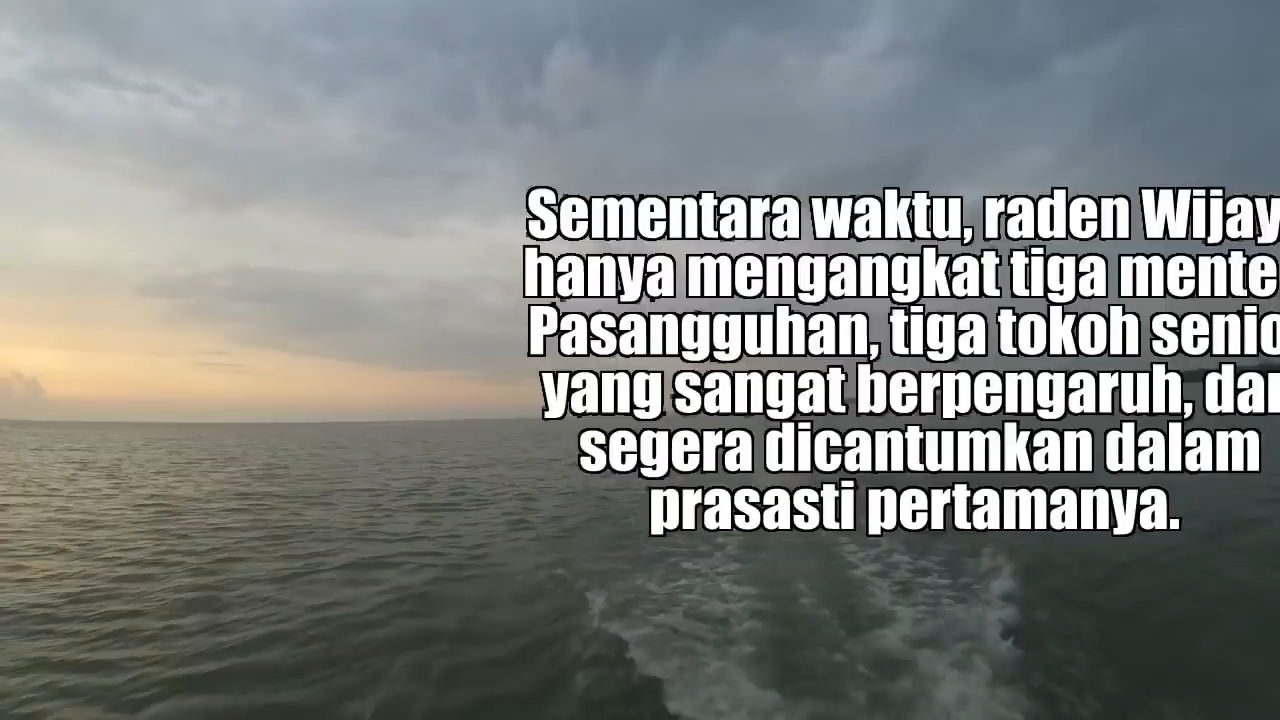 Sementara waktu, raden Wijay
hanya mengangkat tiga mente
Pasangguhan, tiga tokoh senio
yang sangat berpengaruh, dan
segera dicantumkan dalam
prasasti pertamanya.